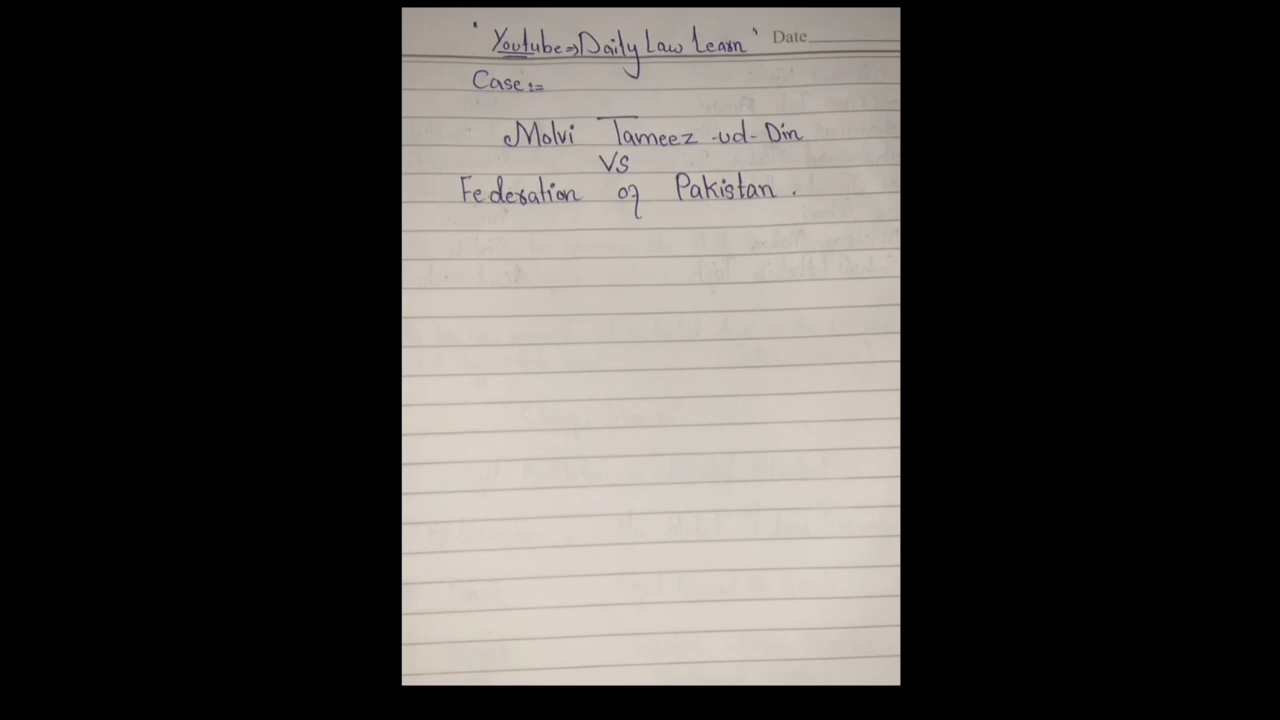 " Youtube⇒Daily Law Learn " Date
Case:=
Molvi Tameez-ud-Din
VS
Federation of Pakistan.